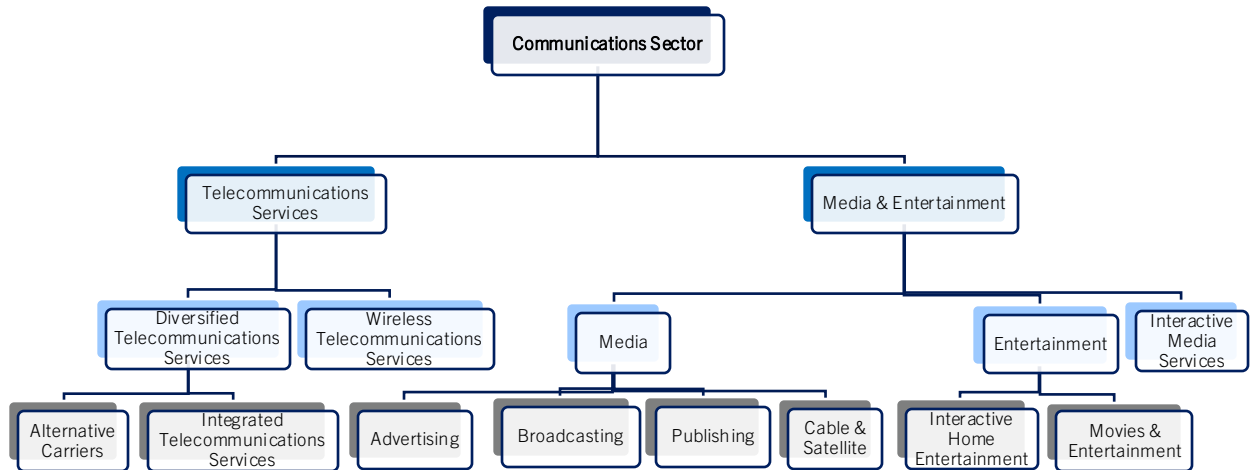 Communications Sector
Telecommunications
Services
Media & Entertainment
Diversified
Telecommunications
Services
Wireless
Telecommunications
Services
Media
Entertainment
Interactive
Media
Services
Alternative
Carriers
Integrated
Telecommunications
Services
Advertising
Broadcasting
Publishing
Cable &
Satellite
Interactive
Home
Entertainment
Movies &
Entertainment